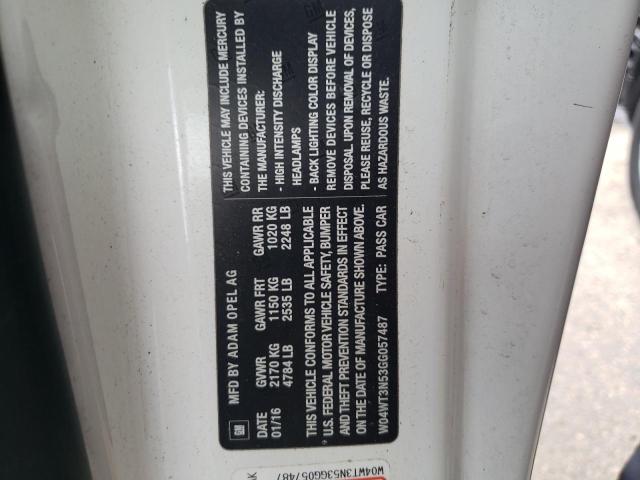 GM
MFD BY ADAM OPEL AG
DATE GVWR GAWR FRT GAWR RR
01/16 2170 KG 1150 KG 1020 KG
4784 LB 2535 LB 2248 LB
THIS VEHICLE CONFORMS TO ALL APPLICABLE
U.S. FEDERAL MOTOR VEHICLE SAFETY, BUMPER
AND THEFT PREVENTION STANDARDS IN EFFECT
ON THE DATE OF MANUFACTURE SHOWN ABOVE.
W04WT3N53GG057487 TYPE: PASS CAR
THIS VEHICLE MAY INCLUDE MERCURY
CONTAINING DEVICES INSTALLED BY
THE MANUFACTURER:
- HIGH INTENSITY DISCHARGE
HEADLAMPS
- BACK LIGHTING COLOR DISPLAY
REMOVE DEVICES BEFORE VEHICLE
DISPOSAL. UPON REMOVAL OF DEVICES,
PLEASE REUSE, RECYCLE OR DISPOSE
AS HAZARDOUS WASTE.
W04WT3N53GG057487